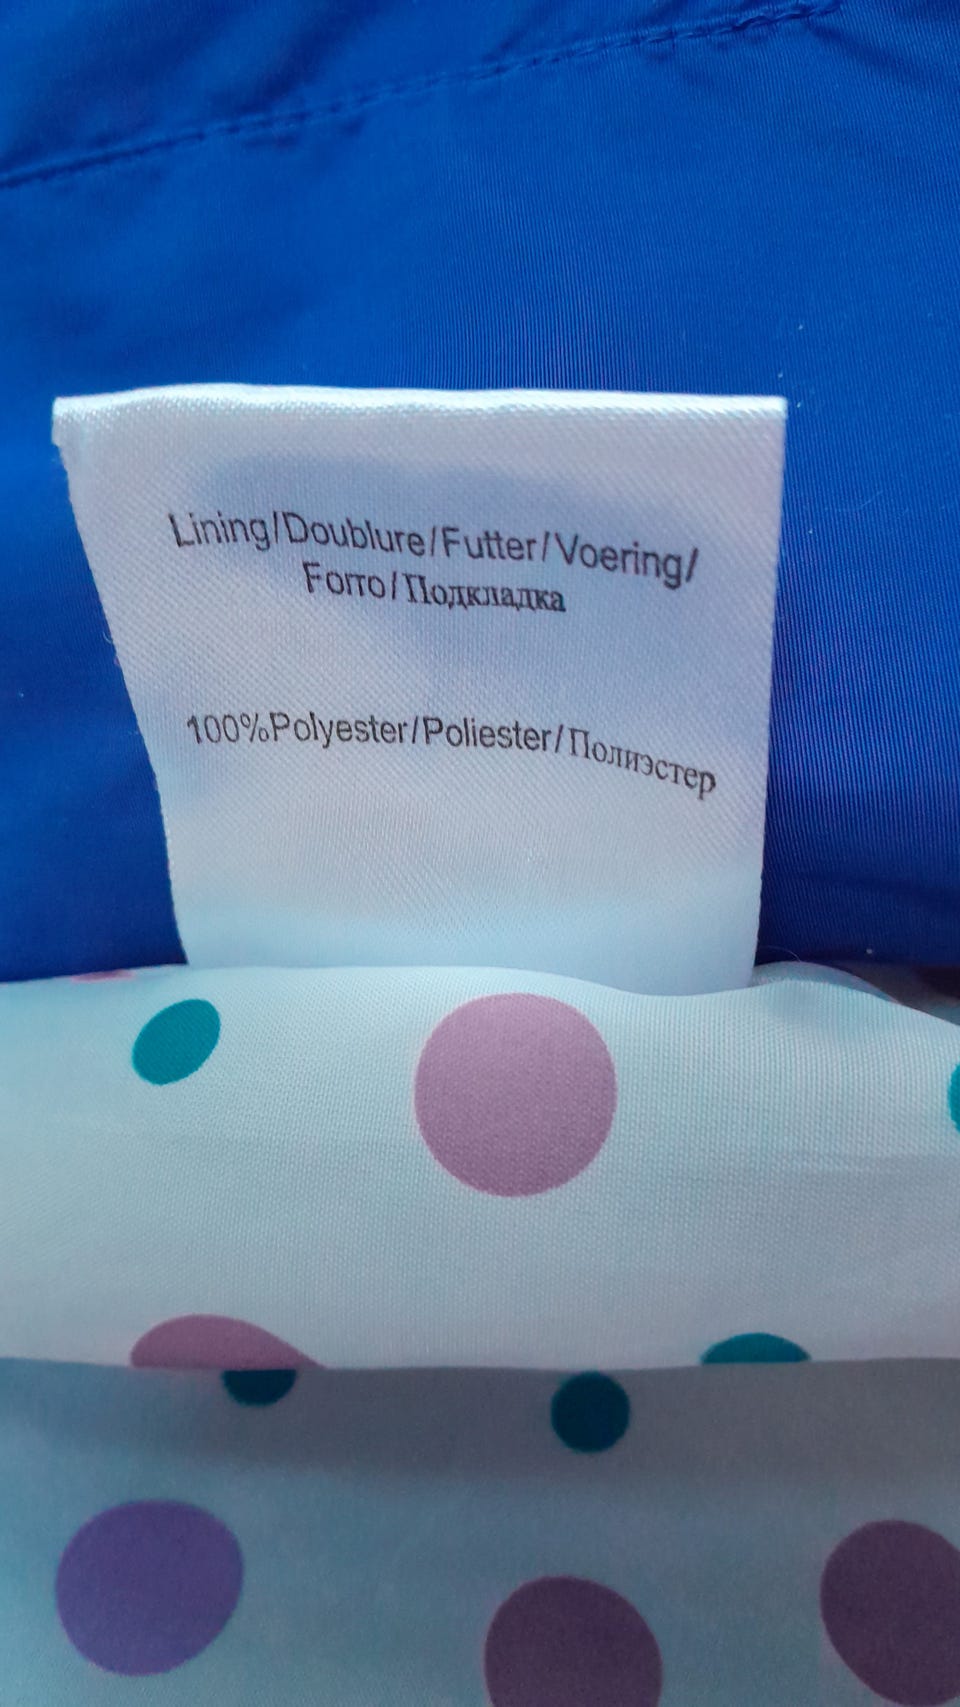 Lining/Doublure/Futter/Voering/
Forro/Подкладка
100%Polyester/Poliester/Полиэстер